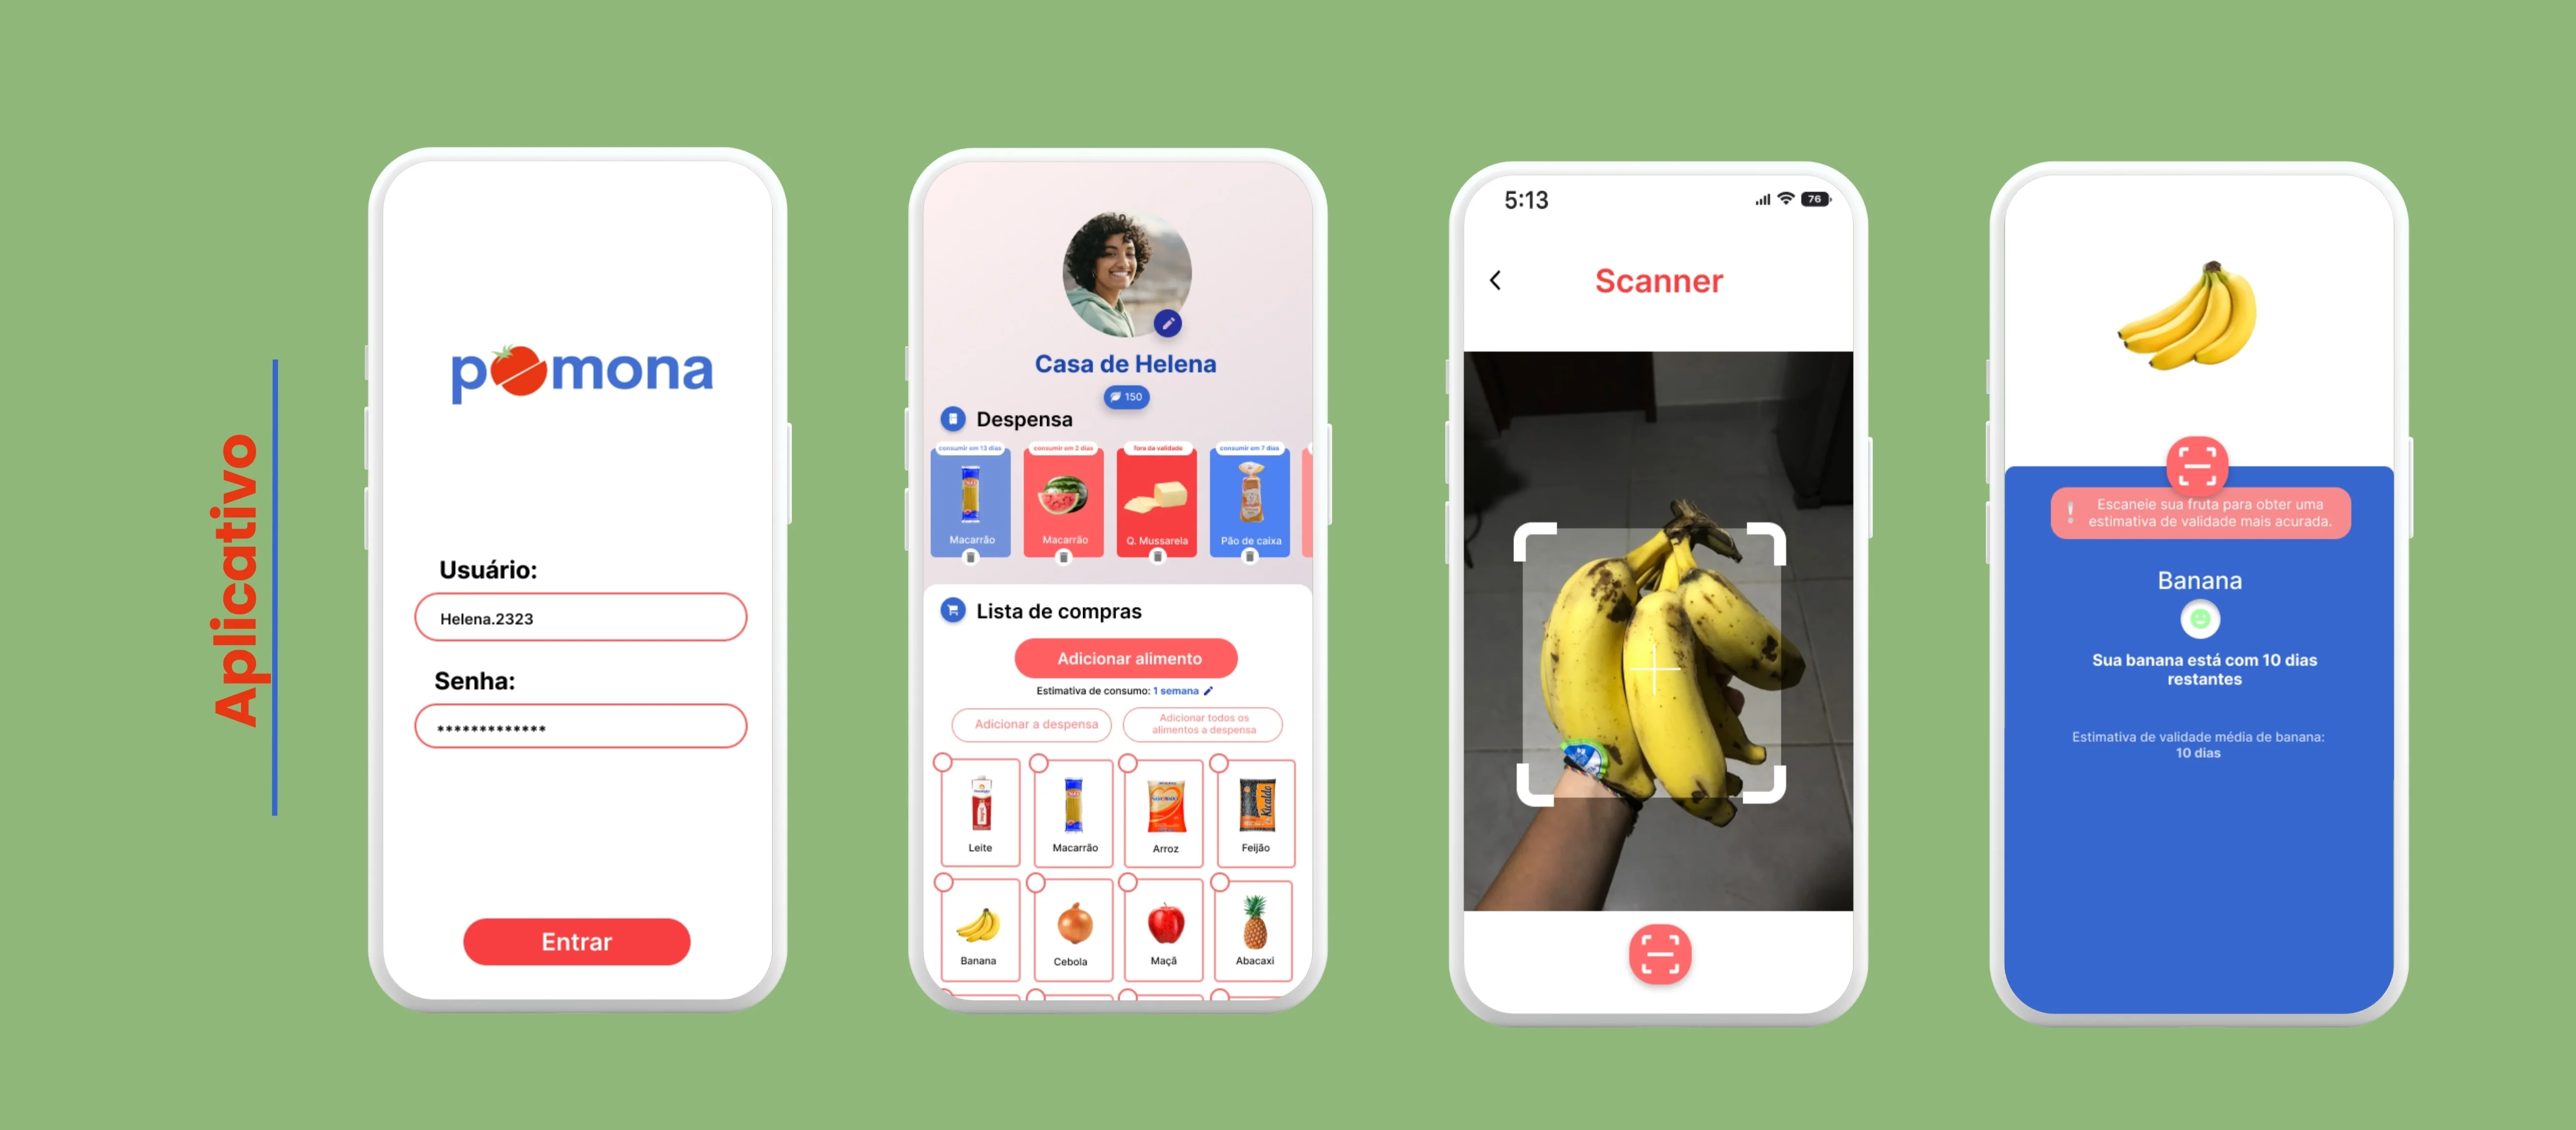 Aplicativo
pomona
Usuário:
Helena.2323
Senha:
*************
Entrar
Casa de Helena
150
Despensa
consumir em 13 dias
consumir em 2 dias
fora da validade
consumir em 7 dias
Macarrão
Macarrão
Q. Mussarela
Pão de caixa
Lista de compras
Adicionar alimento
Estimativa de consumo: 1 semana
Adicionar a despensa
Adicionar todos os
alimentos a despensa
Leite
Macarrão
Arroz
Feijão
Kicaldo
Banana
Cebola
Maçã
Abacaxi
5:13
76
Scanner
Escaneie sua fruta para obter uma
estimativa de validade mais acurada.
Banana
Sua banana está com 10 dias
restantes
Estimativa de validade média de banana:
10 dias